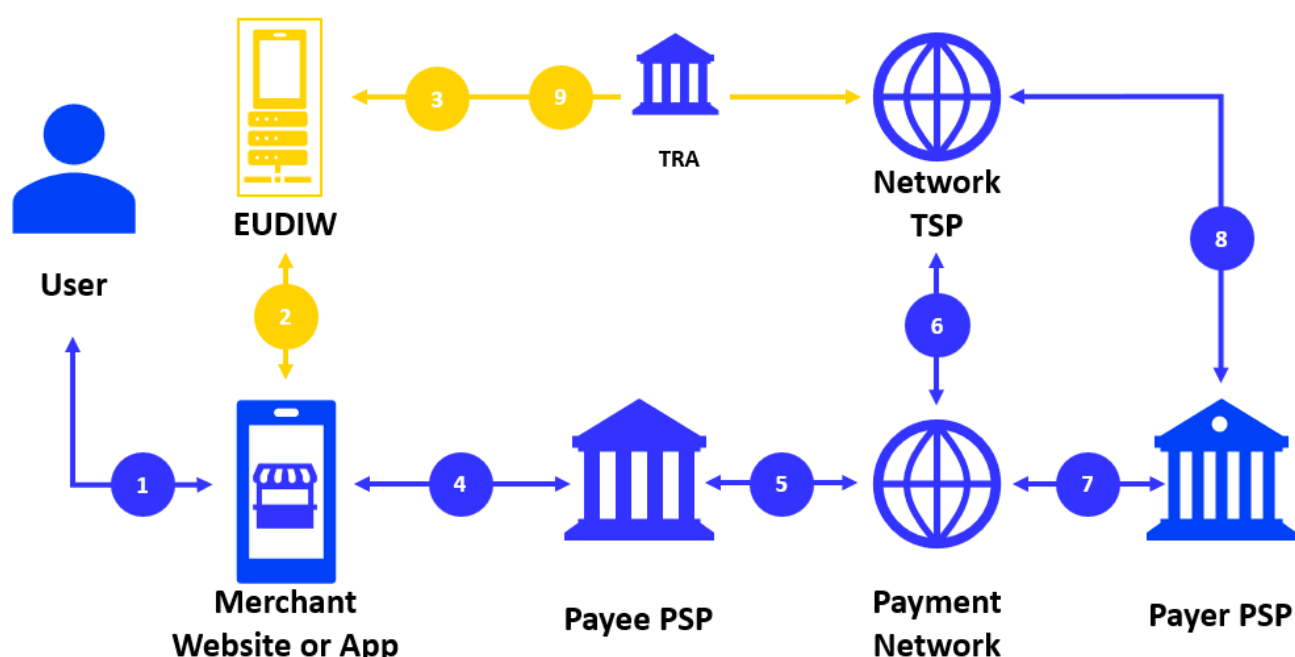 3
9
TRA
Network
TSP
EUDIW
User
2
6
8
1
4
5
7
Merchant
Website or App
Payee PSP
Payment
Network
Payer PSP